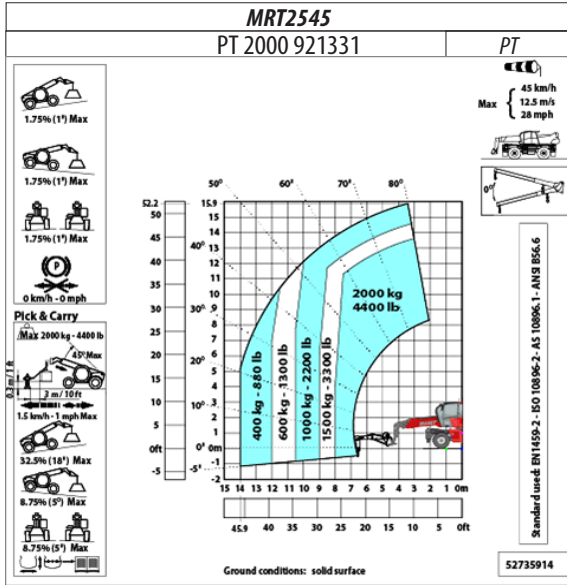 MRT2545
PT 2000 921331
PT
1.75% (1°) Max
1.75% (1°) Max
1.75% (1°) Max
P
0 km/h - 0 mph
Pick & Carry
Max 2000 kg - 4400 lb
45° Max
0.3 m / 1 ft
3 m / 10 ft
1.5 km/h - 1 mph Max
32.5% (18°) Max
8.75% (5°) Max
8.75% (5°) Max
45 km/h
Max 12.5 m/s
28 mph
0°
50° 60° 70° 80°
40°
30°
20°
10°
0°
-5°
52.2
50
45
40
35
30
25
20
15
10
5
0ft
-5
15.9
15
14
13
12
11
10
9
8
7
6
5
4
3
2
1
0m
-1
-2
2000 kg
4400 lb
400 kg - 880 lb
600 kg - 1300 lb
1000 kg - 2200 lb
1500 kg - 3300 lb
15 14 13 12 11 10 9 8 7 6 5 4 3 2 1 0m
45.9 40 35 30 25 20 15 10 5 0ft
Ground conditions: solid surface
Standard used: EN1459-2 - ISO 10896-2 - AS 10896.1 - ANSI B56.6
52735914